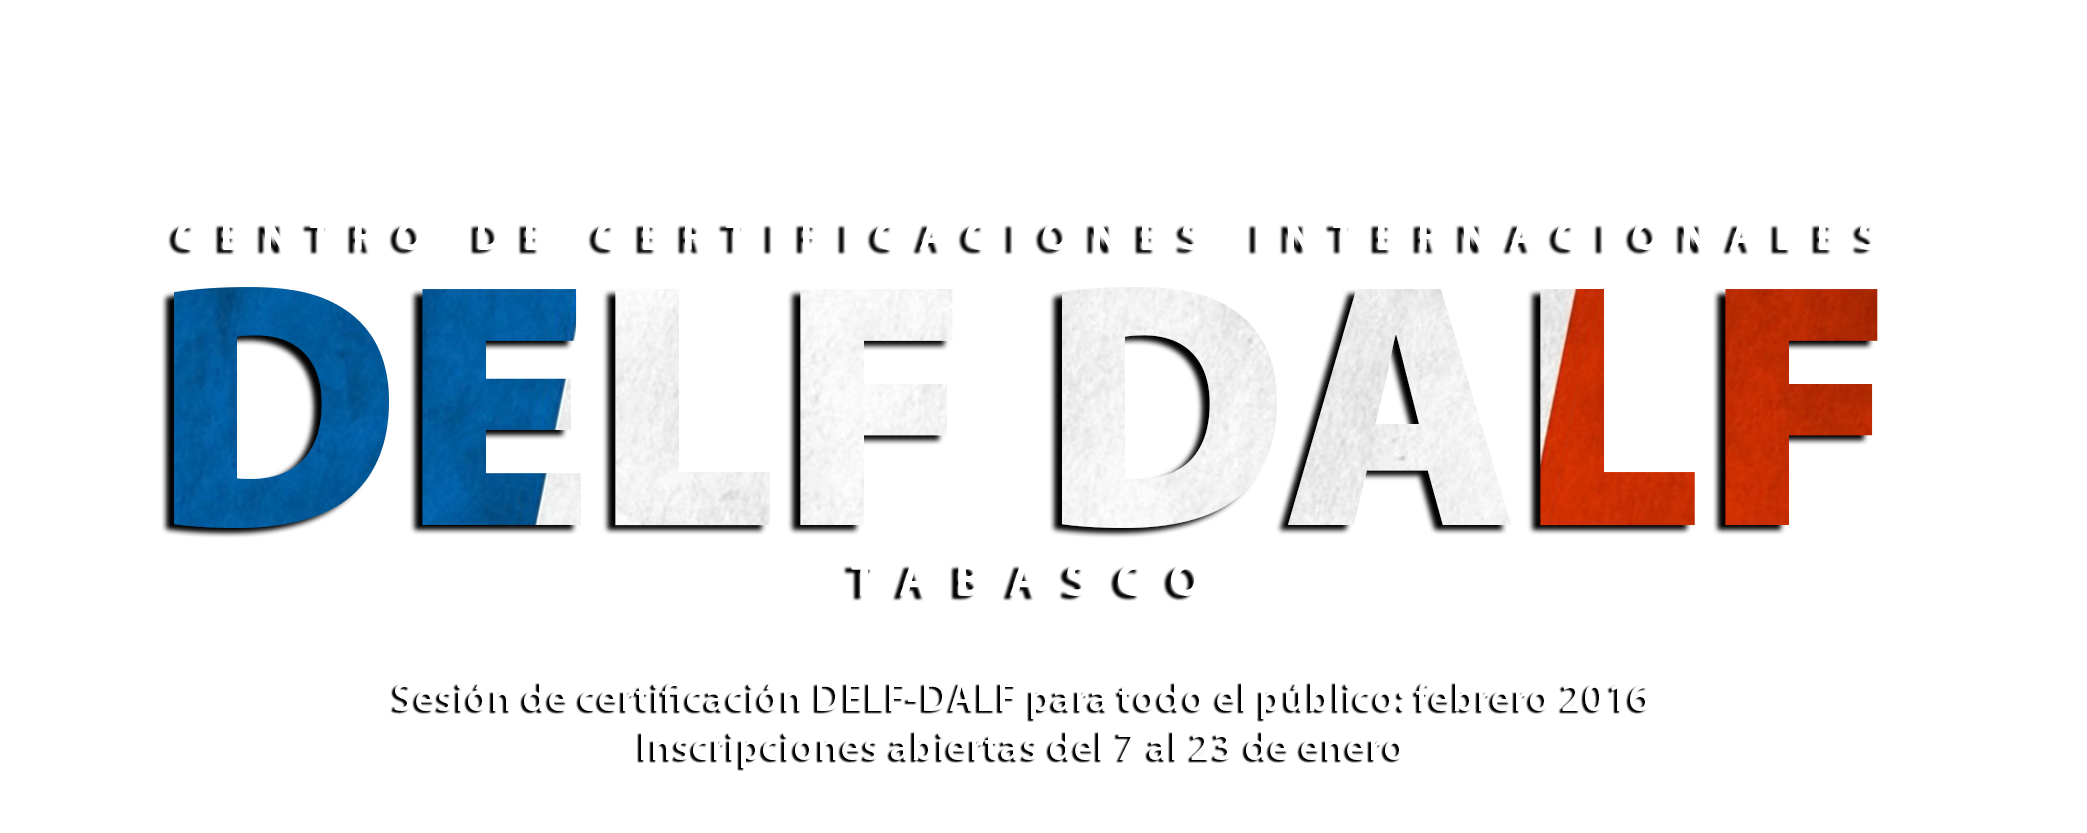 CENTRO DE CERTIFICACIONES INTERNACIONALES
DELF DALF
TABASCO
Sesión de certificación DELF-DALF para todo el público: febrero 2016
Inscripciones abiertas del 7 al 23 de enero